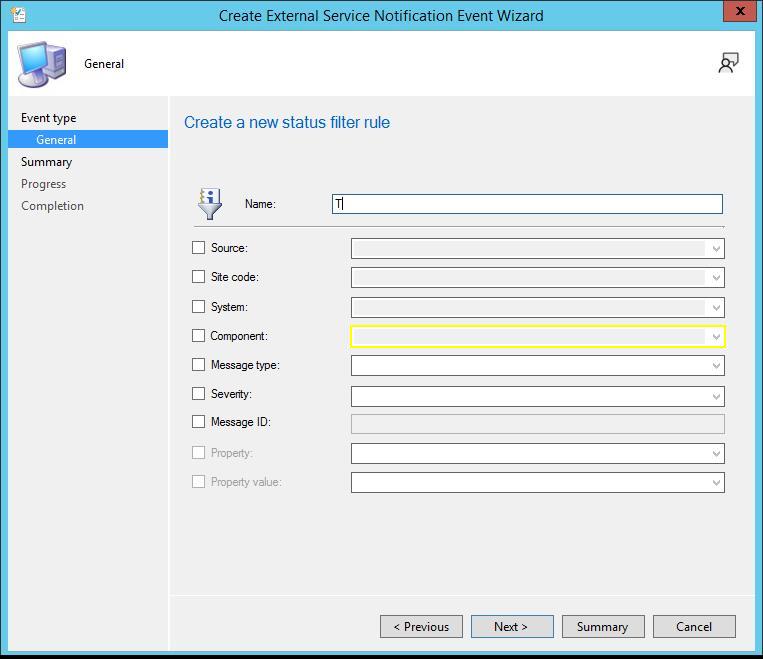 Create External Service Notification Event Wizard
X
General
Event type
General
Summary
Progress
Completion
Create a new status filter rule
Name: T
Source:
Site code:
System:
Component:
Message type:
Severity:
Message ID:
Property:
Property value:
< Previous Next > Summary Cancel